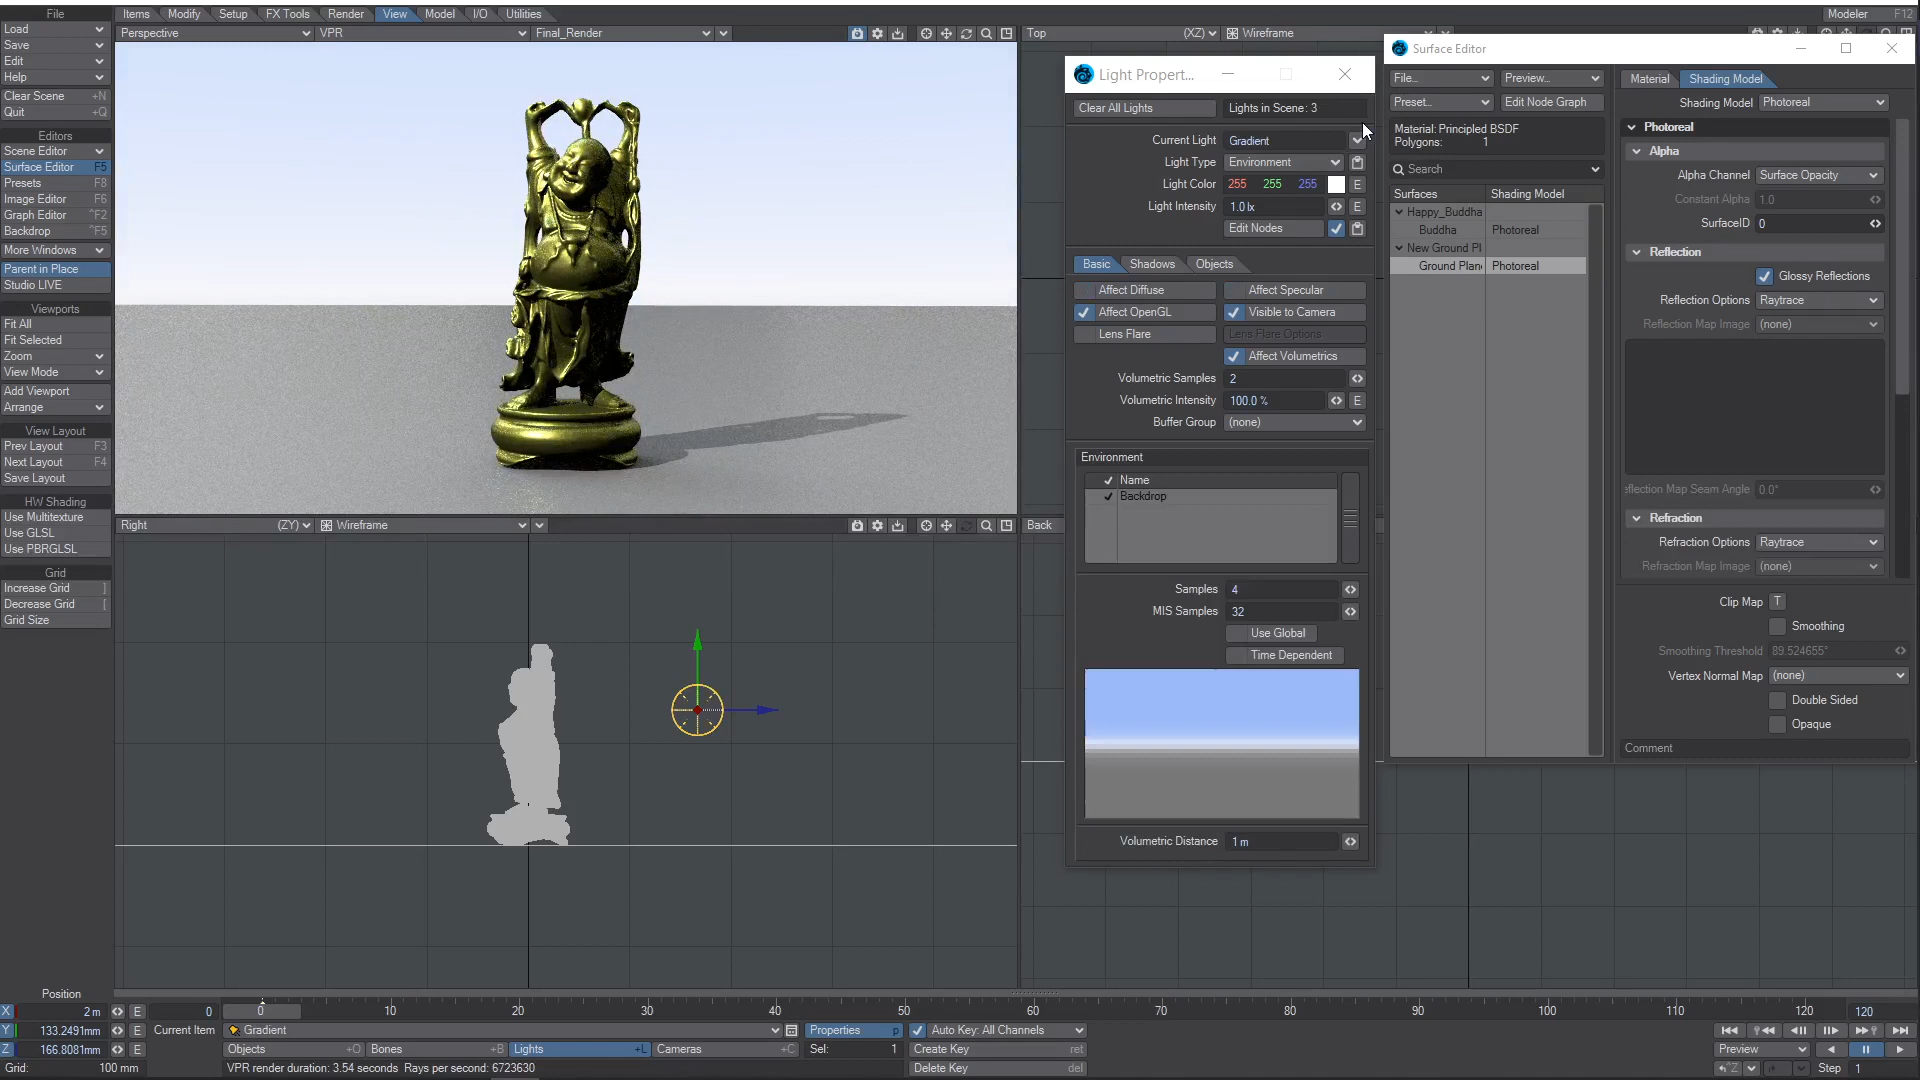 File Items Modify Setup FX Tools Render View Model I/O Utilities Modeler F12
Perspective VPR Final_Render Top (XZ) Wireframe
Load
Save
Edit
Help
Clear Scene +N
Quit +Q
Editors
Scene Editor
Surface Editor F5
Presets F8
Image Editor F6
Graph Editor ^F2
Backdrop ^F5
More Windows
Parent in Place
Studio LIVE
Viewports
Fit All
Fit Selected
Zoom
View Mode
Add Viewport
Arrange
View Layout
Prev Layout F3
Next Layout F4
Save Layout
HW Shading
Use Multitexture
Use GLSL
Use PBRGLSL
Grid
Increase Grid ]
Decrease Grid [
Grid Size
Right (ZY) Wireframe Back
Light Propert...
Clear All Lights Lights in Scene: 3
Current Light Gradient
Light Type Environment
Light Color 255 255 255 E
Light Intensity 1.0 lx E
Edit Nodes
Basic Shadows Objects
Affect Diffuse Affect Specular
Affect OpenGL Visible to Camera
Lens Flare Lens Flare Options
Affect Volumetrics
Volumetric Samples 2
Volumetric Intensity 100.0 % E
Buffer Group (none)
Environment
Name
Backdrop
Samples 4
MIS Samples 32
Use Global
Time Dependent
Volumetric Distance 1 m
Surface Editor
File... Preview...
Preset... Edit Node Graph
Material: Principled BSDF
Polygons: 1
Search
Surfaces Shading Model
Happy_Buddha
Buddha Photoreal
New Ground Pl
Ground Plan Photoreal
Material Shading Model
Shading Model Photoreal
Photoreal
Alpha
Alpha Channel Surface Opacity
Constant Alpha 1.0
SurfaceID 0
Reflection
Glossy Reflections
Reflection Options Raytrace
Reflection Map Image (none)
eflection Map Seam Angle 0.0°
Refraction
Refraction Options Raytrace
Refraction Map Image (none)
Clip Map T
Smoothing
Smoothing Threshold 89.524655°
Vertex Normal Map (none)
Double Sided
Opaque
Comment
Position
0 10 20 30 40 50 60 70 80 90 100 110 120
X 2 m E 0 120
Y 133.2491mm E Current Item Gradient Properties p Auto Key: All Channels
Z 166.8081mm E Objects +O Bones +B Lights +L Cameras +C Sel: 1 Create Key ret Preview
Grid: 100 mm VPR render duration: 3.54 seconds Rays per second: 6723630 Delete Key del ^Z Step 1